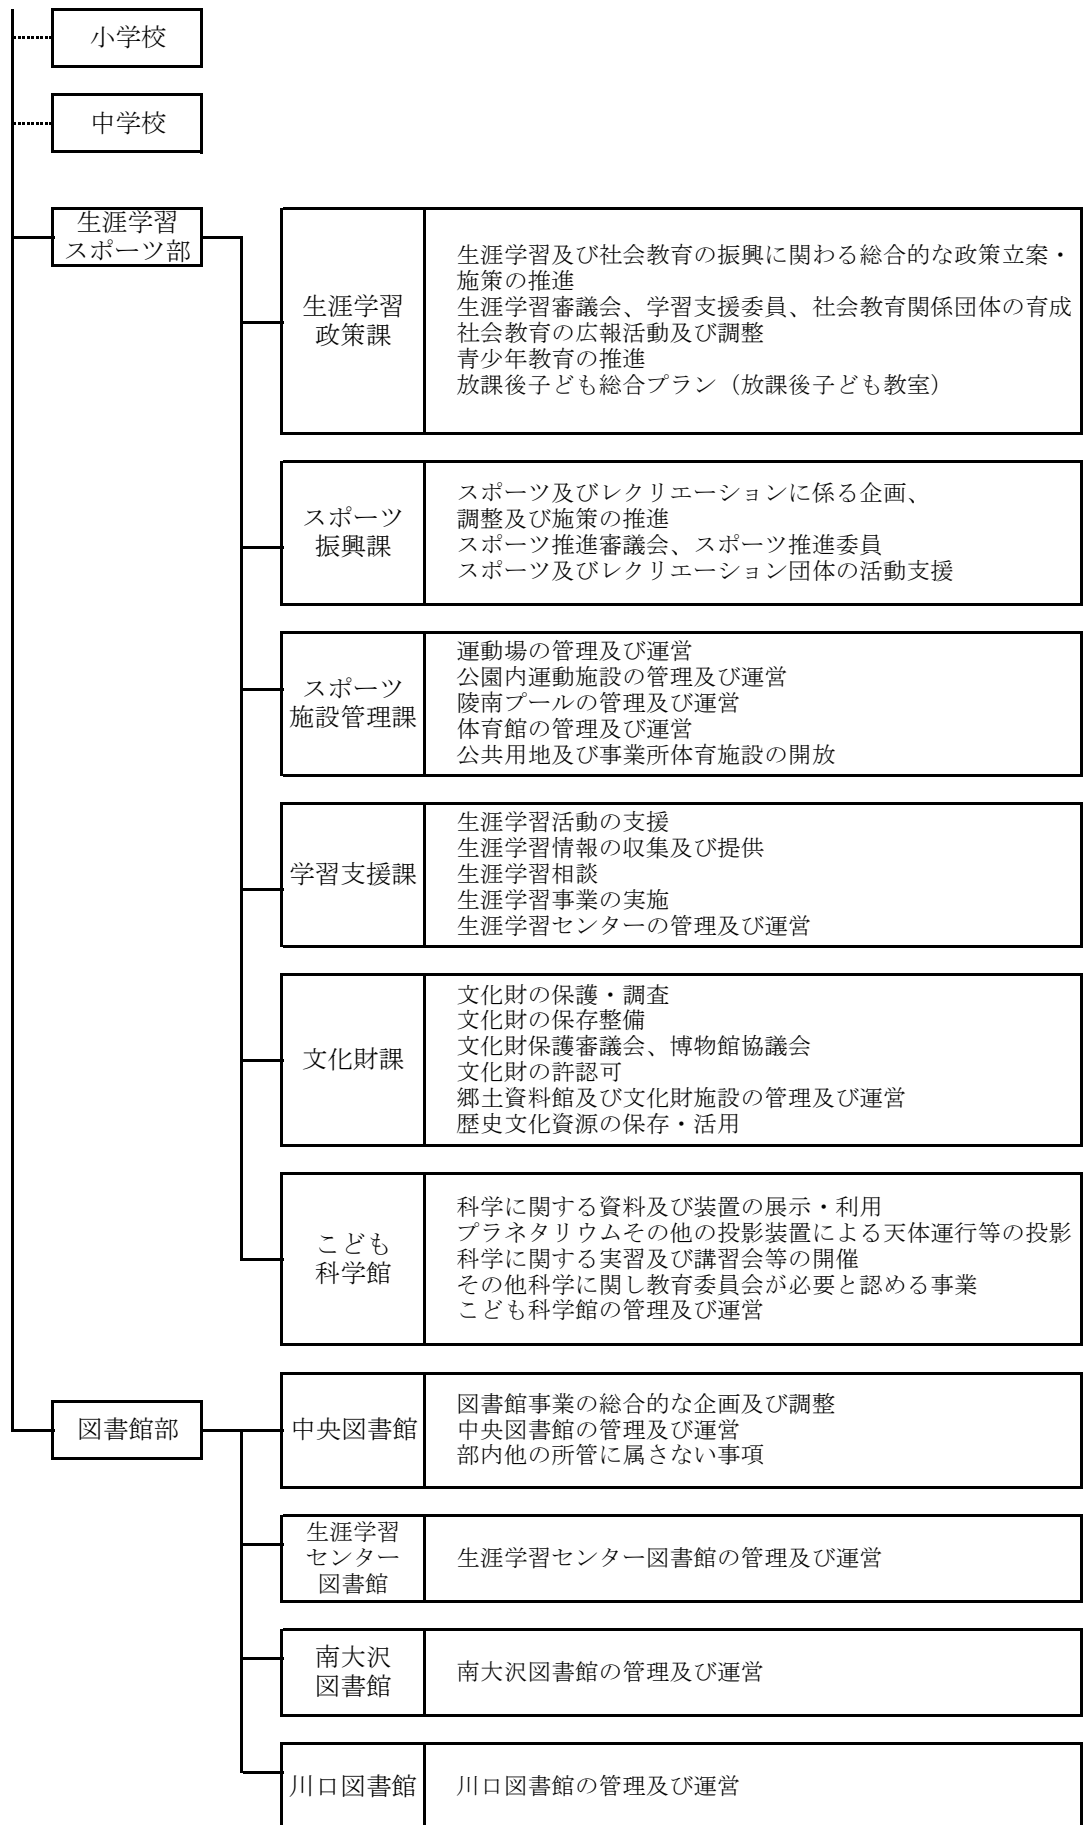 小学校
中学校
生涯学習
スポーツ部
生涯学習
政策課
生涯学習及び社会教育の振興に関わる総合的な政策立案・
施策の推進
生涯学習審議会、学習支援委員、社会教育関係団体の育成
社会教育の広報活動及び調整
青少年教育の推進
放課後子ども総合プラン（放課後子ども教室）
スポーツ
振興課
スポーツ及びレクリエーションに係る企画、
調整及び施策の推進
スポーツ推進審議会、スポーツ推進委員
スポーツ及びレクリエーション団体の活動支援
スポーツ
施設管理課
運動場の管理及び運営
公園内運動施設の管理及び運営
陵南プールの管理及び運営
体育館の管理及び運営
公共用地及び事業所体育施設の開放
学習支援課
生涯学習活動の支援
生涯学習情報の収集及び提供
生涯学習相談
生涯学習事業の実施
生涯学習センターの管理及び運営
文化財課
文化財の保護・調査
文化財の保存整備
文化財保護審議会、博物館協議会
文化財の許認可
郷土資料館及び文化財施設の管理及び運営
歴史文化資源の保存・活用
こども
科学館
科学に関する資料及び装置の展示・利用
プラネタリウムその他の投影装置による天体運行等の投影
科学に関する実習及び講習会等の開催
その他科学に関し教育委員会が必要と認める事業
こども科学館の管理及び運営
図書館部
中央図書館
図書館事業の総合的な企画及び調整
中央図書館の管理及び運営
部内他の所管に属さない事項
生涯学習
センター
図書館
生涯学習センター図書館の管理及び運営
南大沢
図書館
南大沢図書館の管理及び運営
川口図書館
川口図書館の管理及び運営